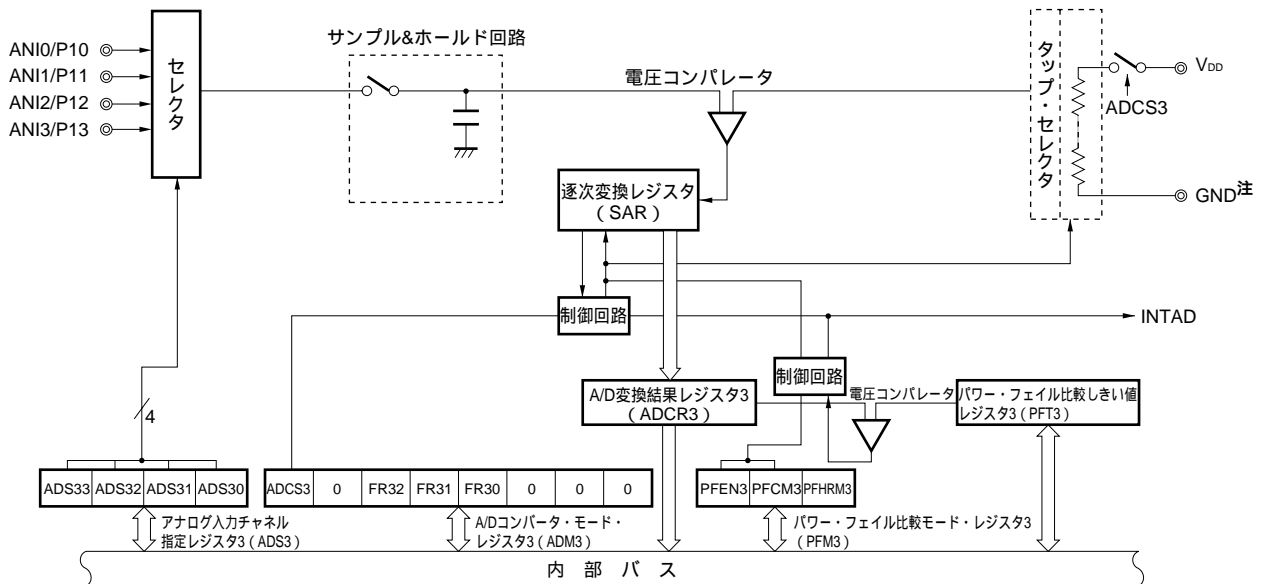 ANI0/P10
ANI1/P11
ANI2/P12
ANI3/P13
セレクタ
サンプル&ホールド回路
電圧コンパレータ
タップ・セレクタ
VDD
ADCS3
GND注
逐次変換レジスタ
（SAR）
制御回路
INTAD
制御回路
A/D変換結果レジスタ3
（ADCR3）
電圧コンパレータ
パワー・フェイル比較しきい値
レジスタ3（PFT3）
4
ADS33 ADS32 ADS31 ADS30
ADCS3 0 FR32 FR31 FR30 0 0 0
PFEN3 PFCM3 PFHRM3
アナログ入力チャネル
指定レジスタ3（ADS3）
A/Dコンバータ・モード・
レジスタ3（ADM3）
パワー・フェイル比較モード・レジスタ3
（PFM3）
内部バス